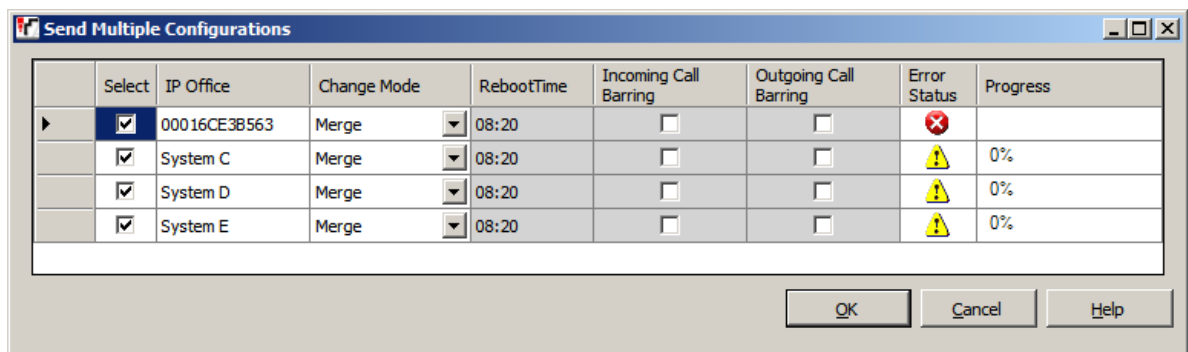 Send Multiple Configurations
Select IP Office Change Mode RebootTime Incoming Call Barring Outgoing Call Barring Error Status Progress
00016CE3B563 Merge 08:20
System C Merge 08:20 0%
System D Merge 08:20 0%
System E Merge 08:20 0%
OK Cancel Help